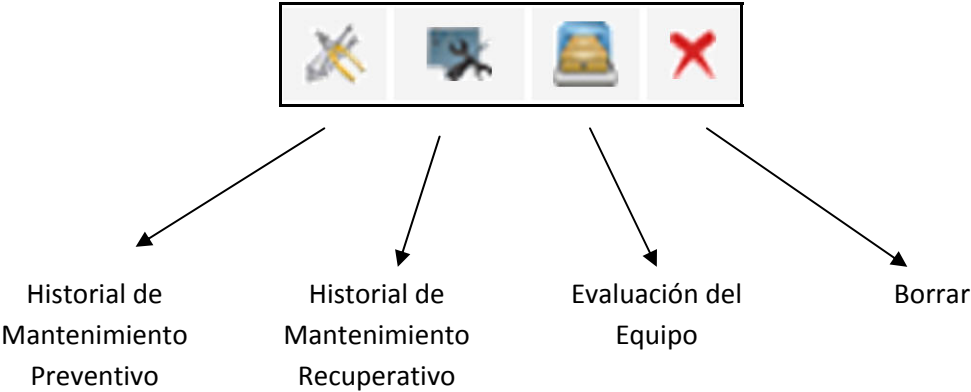 Historial de
Mantenimiento
Preventivo
Historial de
Mantenimiento
Recuperativo
Evaluación del
Equipo
Borrar